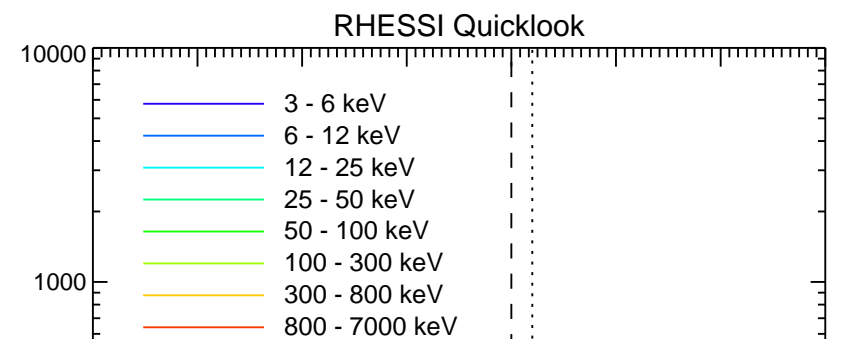 RHESSI Quicklook
10000
3 - 6 keV
6 - 12 keV
12 - 25 keV
25 - 50 keV
50 - 100 keV
100 - 300 keV
1000
300 - 800 keV
800 - 7000 keV